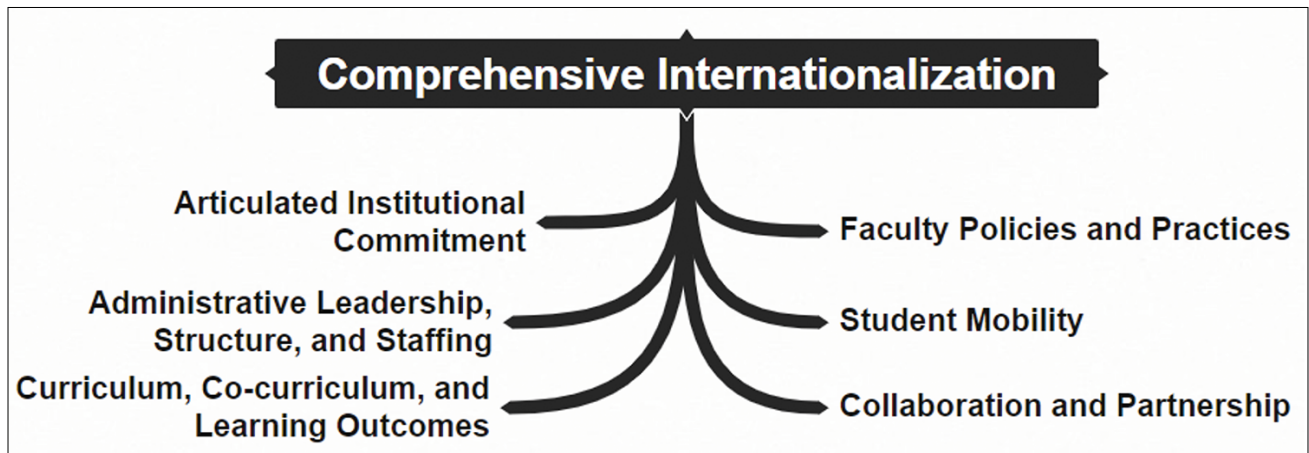 Comprehensive Internationalization
Articulated Institutional
Commitment
Administrative Leadership,
Structure, and Staffing
Curriculum, Co-curriculum, and
Learning Outcomes
Faculty Policies and Practices
Student Mobility
Collaboration and Partnership